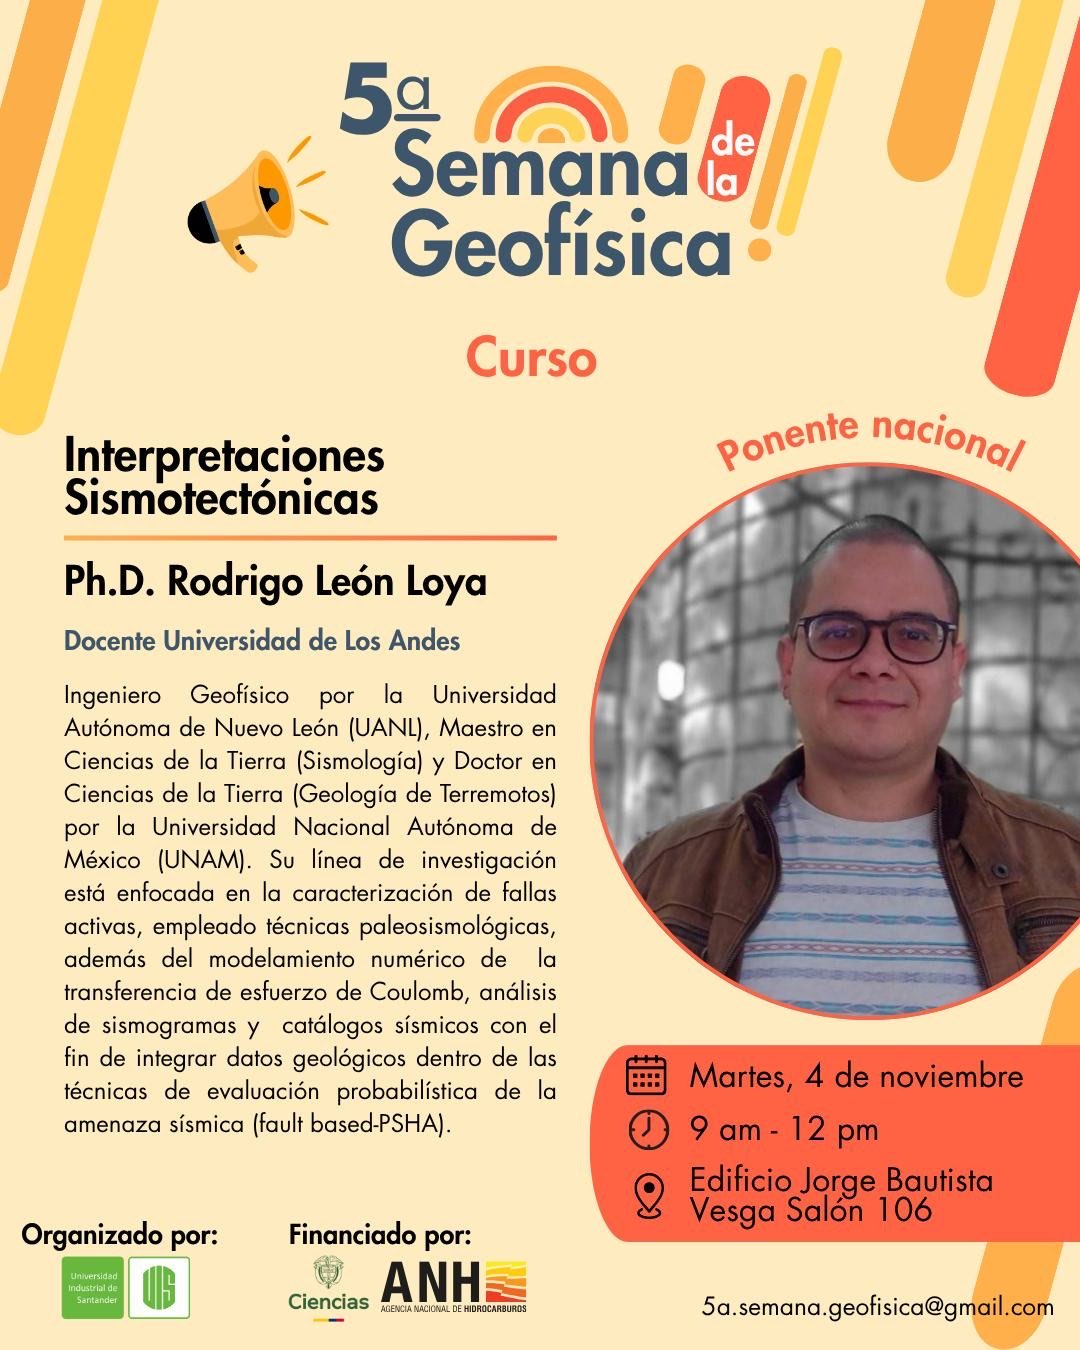 5ª
Semana de la
Geofísica
Curso
Ponente nacional
Interpretaciones
Sismotectónicas
Ph.D. Rodrigo León Loya
Docente Universidad de Los Andes
Ingeniero Geofísico por la Universidad
Autónoma de Nuevo León (UANL), Maestro en
Ciencias de la Tierra (Sismología) y Doctor en
Ciencias de la Tierra (Geología de Terremotos)
por la Universidad Nacional Autónoma de
México (UNAM). Su línea de investigación
está enfocada en la caracterización de fallas
activas, empleado técnicas paleosismológicas,
además del modelamiento numérico de la
transferencia de esfuerzo de Coulomb, análisis
de sismogramas y catálogos sísmicos con el
fin de integrar datos geológicos dentro de las
técnicas de evaluación probabilística de la
amenaza sísmica (fault based-PSHA).
Martes, 4 de noviembre
9 am - 12 pm
Edificio Jorge Bautista
Vesga Salón 106
Organizado por:
Universidad
Industrial de
Santander
UIS
Financiado por:
Ciencias
ANH
AGENCIA NACIONAL DE HIDROCARBUROS
5a.semana.geofisica@gmail.com